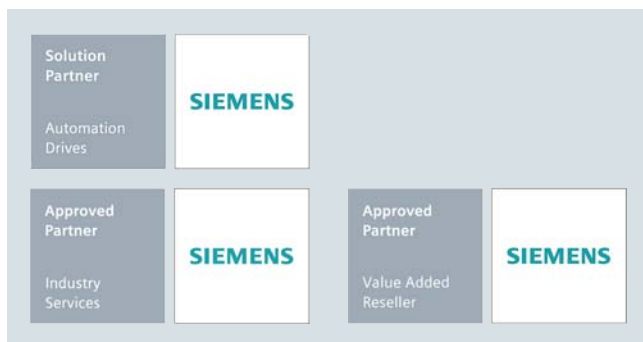 Solution
Partner
Automation
Drives
SIEMENS
Approved
Partner
Industry
Services
SIEMENS
Approved
Partner
Value Added
Reseller
SIEMENS